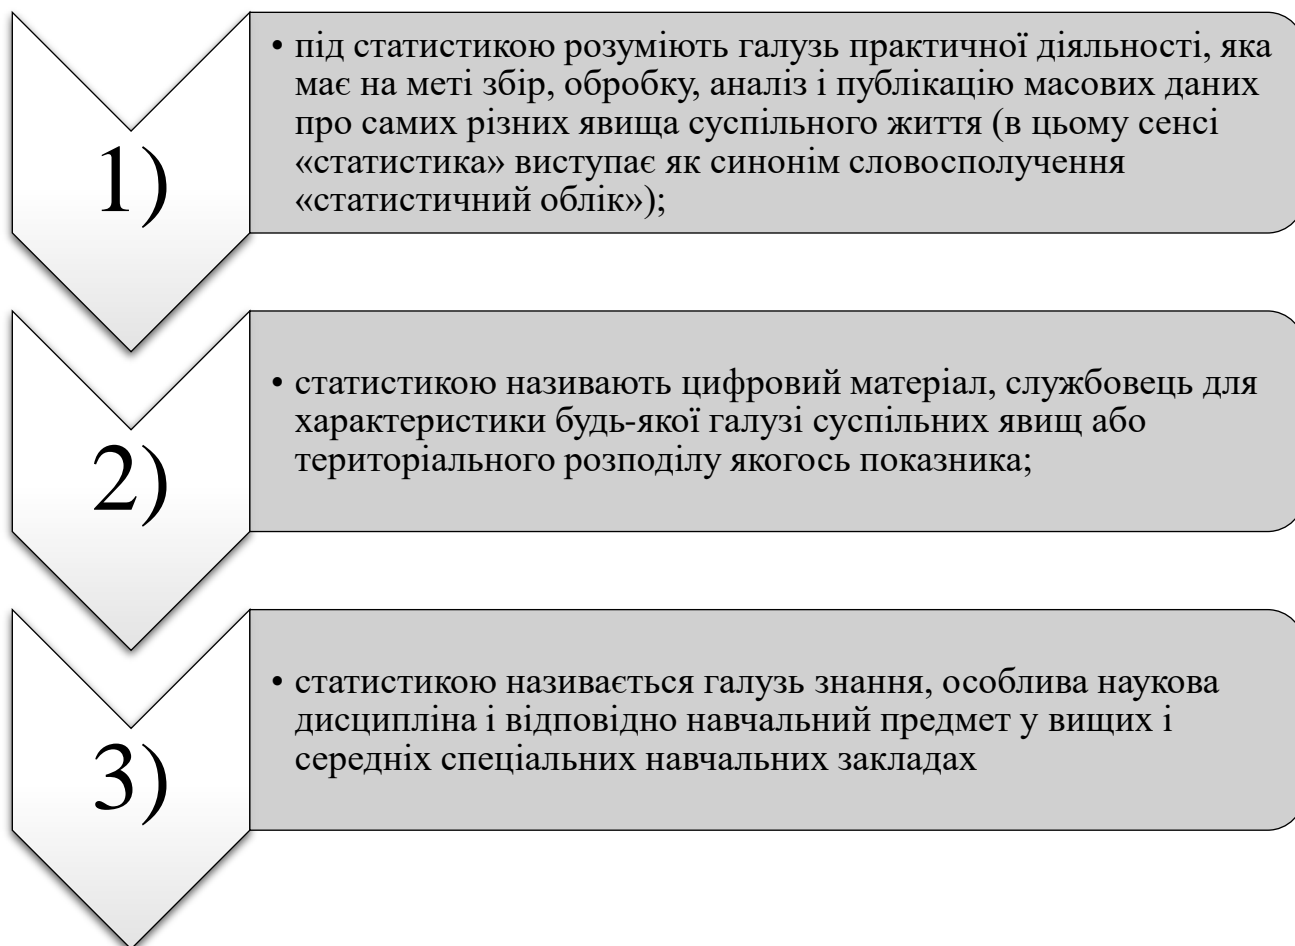 1)
• під статистикою розуміють галузь практичної діяльності, яка
має на меті збір, обробку, аналіз і публікацію масових даних
про самих різних явища суспільного життя (в цьому сенсі
«статистика» виступає як синонім словосполучення
«статистичний облік»);
2)
• статистикою називають цифровий матеріал, службовець для
характеристики будь-якої галузі суспільних явищ або
територіального розподілу якогось показника;
3)
• статистикою називається галузь знання, особлива наукова
дисципліна і відповідно навчальний предмет у вищих і
середніх спеціальних навчальних закладах